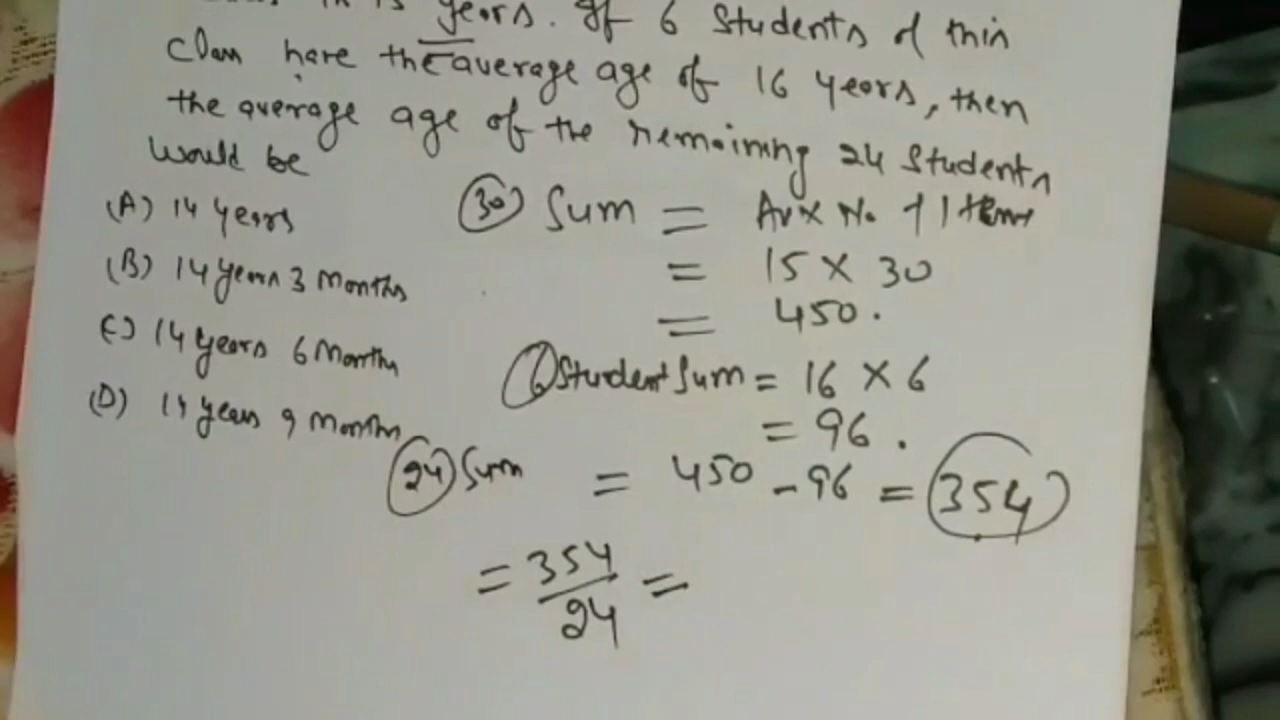 in 15 years. If 6 Students of this
Class have the average age of 16 years, then
the average age of the remaining 24 Students
would be
(A) 14 years
(B) 14 years 3 months
(C) 14 years 6 Months
(D) 14 years 9 months
30 Sum = Av x No. of Item
= 15 x 30
= 450.
6 Student Sum = 16 x 6
= 96.
24 Sum = 450 - 96 = 354
= 354/24 =